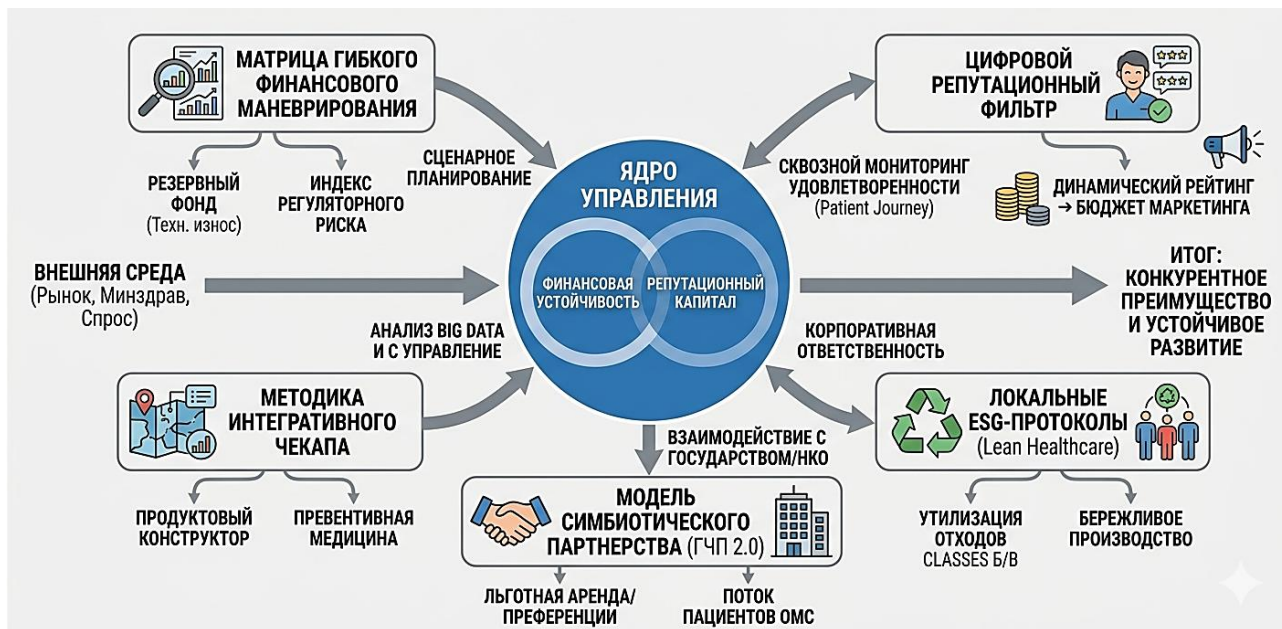 МАТРИЦА ГИБКОГО
ФИНАНСОВОГО
МАНЕВРИРОВАНИЯ
РЕЗЕРВНЫЙ
ФОНД
(Техн. износ)
ИНДЕКС
РЕГУЛЯТОРНОГО
РИСКА
СЦЕНАРНОЕ
ПЛАНИРОВАНИЕ
ЦИФРОВОЙ
РЕПУТАЦИОННЫЙ
ФИЛЬТР
СКВОЗНОЙ МОНИТОРИНГ
УДОВЛЕТВОРЕННОСТИ
(Patient Journey)
ДИНАМИЧЕСКИЙ РЕЙТИНГ
→ БЮДЖЕТ МАРКЕТИНГА
ЯДРО
УПРАВЛЕНИЯ
ФИНАНСОВАЯ
УСТОЙЧИВОСТЬ
РЕПУТАЦИОННЫЙ
КАПИТАЛ
ВНЕШНЯЯ СРЕДА
(Рынок, Минздрав,
Спрос)
ИТОГ:
КОНКУРЕНТНОЕ
ПРЕИМУЩЕСТВО
И УСТОЙЧИВОЕ
РАЗВИТИЕ
АНАЛИЗ BIG DATA
И С УПРАВЛЕНИЕ
КОРПОРАТИВНАЯ
ОТВЕТСТВЕННОСТЬ
МЕТОДИКА
ИНТЕГРАТИВНОГО
ЧЕКАПА
ПРОДУКТОВЫЙ
КОНСТРУКТОР
ПРЕВЕНТИВНАЯ
МЕДИЦИНА
ВЗАИМОДЕЙСТВИЕ С
ГОСУДАРСТВОМ/НКО
МОДЕЛЬ
СИМБИОТИЧЕСКОГО
ПАРТНЕРСТВА (ГЧП 2.0)
ЛЬГОТНАЯ АРЕНДА/
ПРЕФЕРЕНЦИИ
ПОТОК
ПАЦИЕНТОВ ОМС
ЛОКАЛЬНЫЕ
ESG-ПРОТОКОЛЫ
(Lean Healthcare)
УТИЛИЗАЦИЯ
ОТХОДОВ
CLASSES Б/В
БЕРЕЖЛИВОЕ
ПРОИЗВОДСТВО